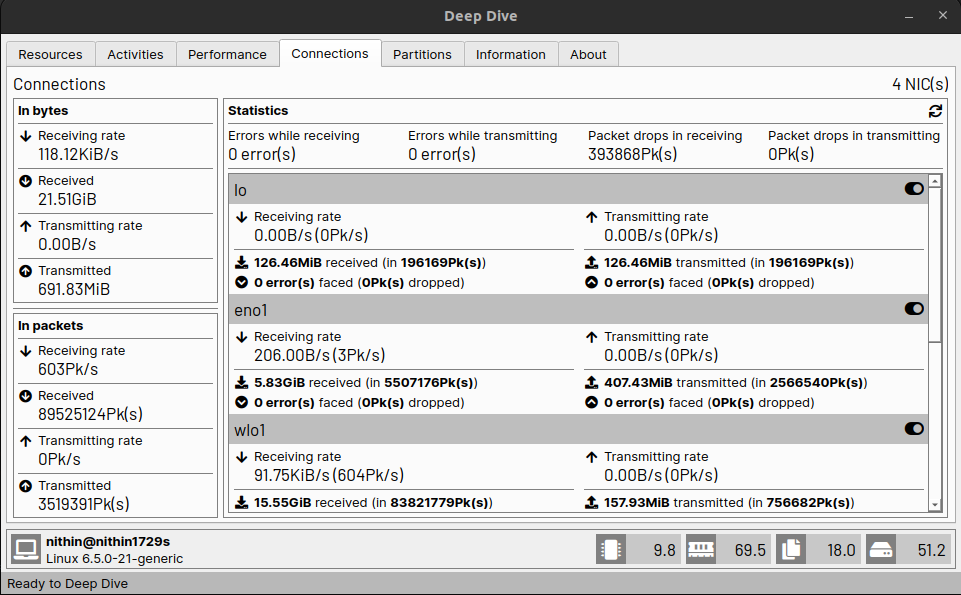 Deep Dive
Resources Activities Performance Connections Partitions Information About
Connections
4 NIC(s)
In bytes
Receiving rate
118.12KiB/s
Received
21.51GiB
Transmitting rate
0.00B/s
Transmitted
691.83MiB
In packets
Receiving rate
603Pk/s
Received
89525124Pk(s)
Transmitting rate
0Pk/s
Transmitted
3519391Pk(s)
Statistics
Errors while receiving Errors while transmitting Packet drops in receiving Packet drops in transmitting
0 error(s) 0 error(s) 393868Pk(s) 0Pk(s)
lo
Receiving rate Transmitting rate
0.00B/s (0Pk/s) 0.00B/s (0Pk/s)
126.46MiB received (in 196169Pk(s)) 126.46MiB transmitted (in 196169Pk(s))
0 error(s) faced (0Pk(s) dropped) 0 error(s) faced (0Pk(s) dropped)
eno1
Receiving rate Transmitting rate
206.00B/s (3Pk/s) 0.00B/s (0Pk/s)
5.83GiB received (in 5507176Pk(s)) 407.43MiB transmitted (in 2566540Pk(s))
0 error(s) faced (0Pk(s) dropped) 0 error(s) faced (0Pk(s) dropped)
wlo1
Receiving rate Transmitting rate
91.75KiB/s (604Pk/s) 0.00B/s (0Pk/s)
15.55GiB received (in 83821779Pk(s)) 157.93MiB transmitted (in 756682Pk(s))
nithin@nithin1729s
Linux 6.5.0-21-generic
9.8 69.5 18.0 51.2
Ready to Deep Dive